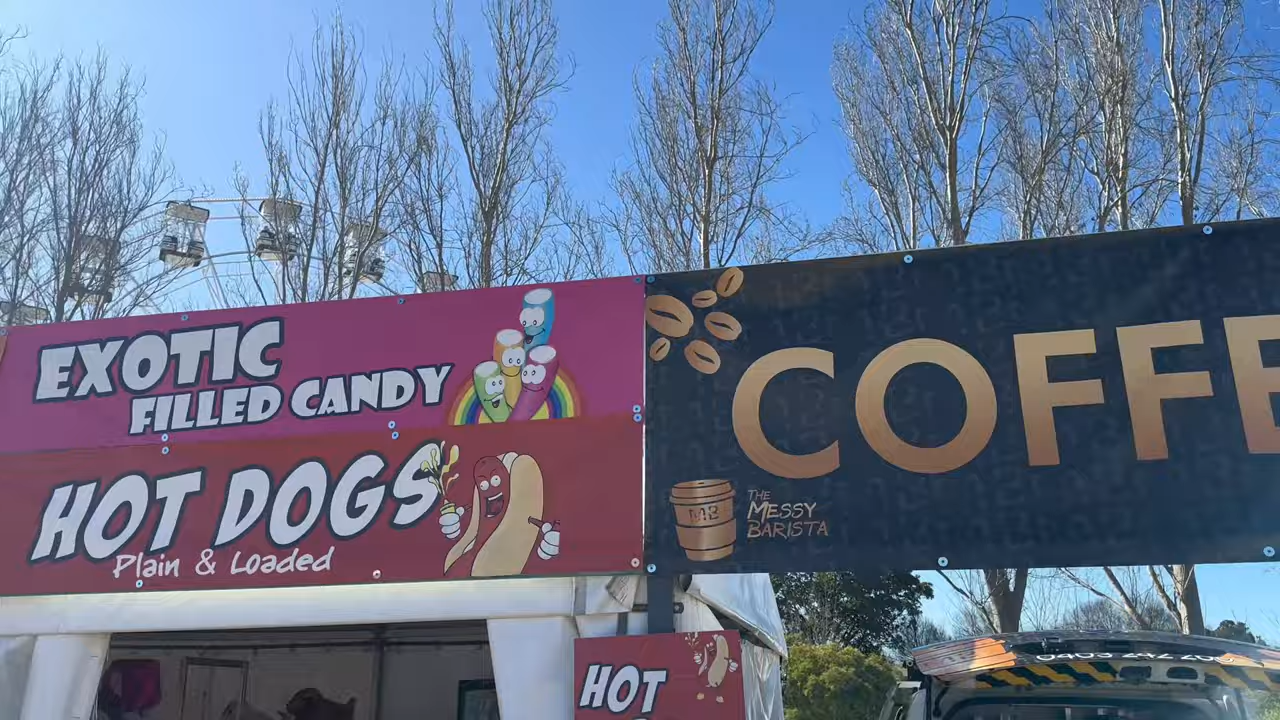 EXOTIC
FILLED CANDY
HOT DOGS
Plain & Loaded
COFFE
MB
THE
MESSY
BARISTA
HOT